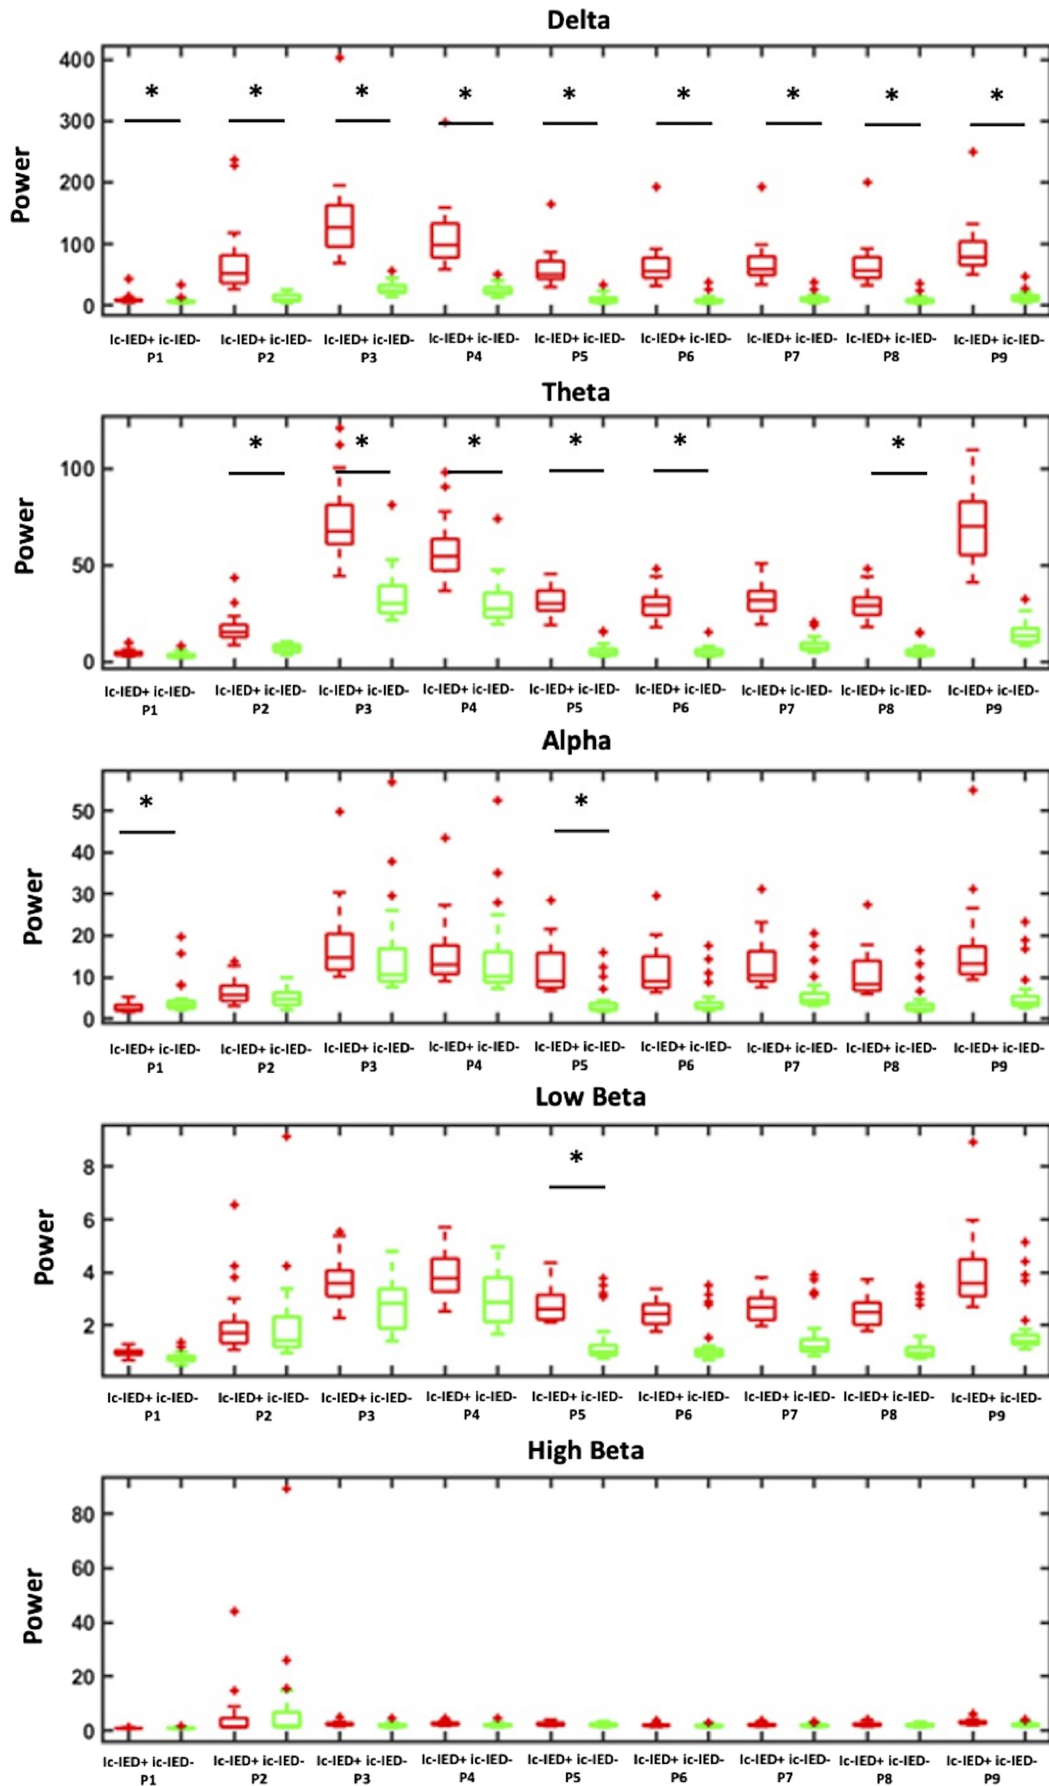 Delta
*
*
*
*
*
*
*
*
*
Power
400
300
200
100
0
Ic-IED+ ic-IED- Ic-IED+ ic-IED- Ic-IED+ ic-IED- Ic-IED+ ic-IED- Ic-IED+ ic-IED- Ic-IED+ ic-IED- Ic-IED+ ic-IED- Ic-IED+ ic-IED- Ic-IED+ ic-IED-
P1 P2 P3 P4 P5 P6 P7 P8 P9
Theta
*
*
*
*
*
*
Power
100
50
0
Ic-IED+ ic-IED- Ic-IED+ ic-IED- Ic-IED+ ic-IED- Ic-IED+ ic-IED- Ic-IED+ ic-IED- Ic-IED+ ic-IED- Ic-IED+ ic-IED- Ic-IED+ ic-IED- Ic-IED+ ic-IED-
P1 P2 P3 P4 P5 P6 P7 P8 P9
Alpha
*
*
Power
50
40
30
20
10
0
Ic-IED+ ic-IED- Ic-IED+ ic-IED- Ic-IED+ ic-IED- Ic-IED+ ic-IED- Ic-IED+ ic-IED- Ic-IED+ ic-IED- Ic-IED+ ic-IED- Ic-IED+ ic-IED- Ic-IED+ ic-IED-
P1 P2 P3 P4 P5 P6 P7 P8 P9
Low Beta
*
Power
8
6
4
2
Ic-IED+ ic-IED- Ic-IED+ ic-IED- Ic-IED+ ic-IED- Ic-IED+ ic-IED- Ic-IED+ ic-IED- Ic-IED+ ic-IED- Ic-IED+ ic-IED- Ic-IED+ ic-IED- Ic-IED+ ic-IED-
P1 P2 P3 P4 P5 P6 P7 P8 P9
High Beta
Power
80
60
40
20
0
Ic-IED+ ic-IED- Ic-IED+ ic-IED- Ic-IED+ ic-IED- Ic-IED+ ic-IED- Ic-IED+ ic-IED- Ic-IED+ ic-IED- Ic-IED+ ic-IED- Ic-IED+ ic-IED- Ic-IED+ ic-IED-
P1 P2 P3 P4 P5 P6 P7 P8 P9